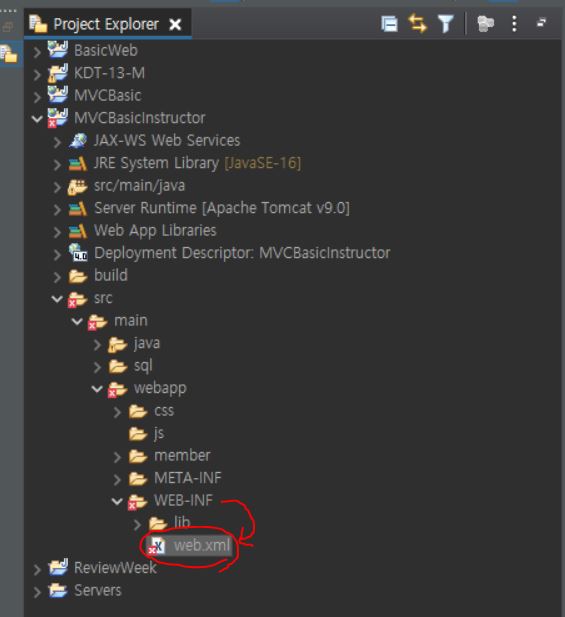 Project Explorer
BasicWeb
KDT-13-M
MVCBasic
MVCBasicInstructor
JAX-WS Web Services
JRE System Library [JavaSE-16]
src/main/java
Server Runtime [Apache Tomcat v9.0]
Web App Libraries
Deployment Descriptor: MVCBasicInstructor
build
src
main
java
sql
webapp
css
js
member
META-INF
WEB-INF
lib
web.xml
ReviewWeek
Servers